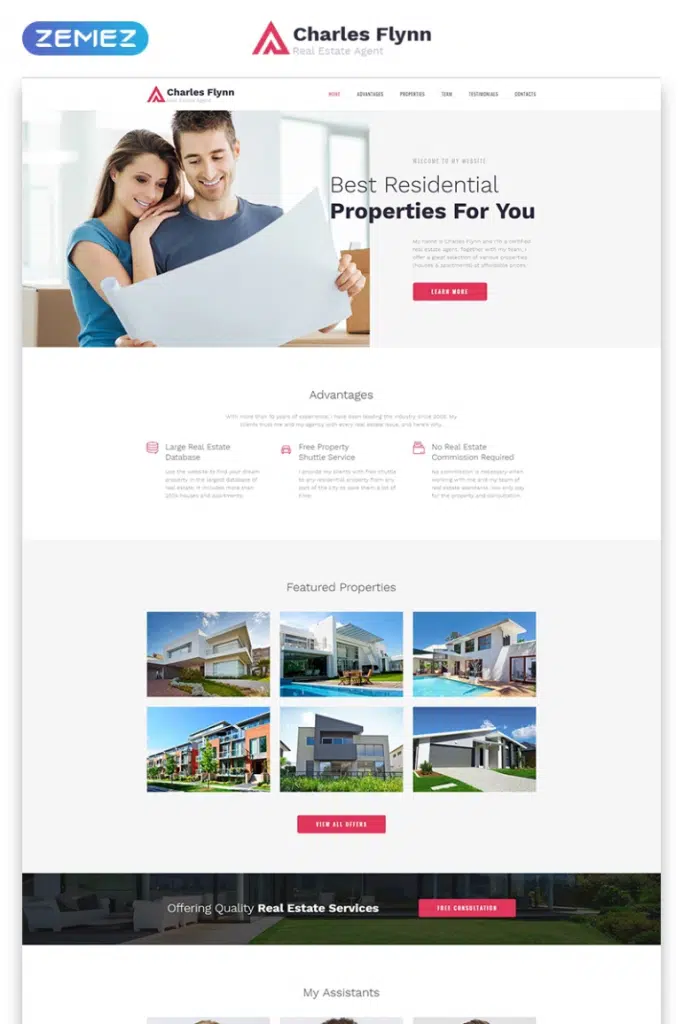 ZEMEZ
Charles Flynn
Real Estate Agent
Charles Flynn
Real Estate Agent
HOME ADVANTAGES PROPERTIES TEAM TESTIMONIALS CONTACTS
WELCOME TO MY WEBSITE
Best Residential
Properties For You
My name is Charles Flynn and I'm a certified
real estate agent. Together with my team, I
offer a great selection of various properties
(houses & apartments) at affordable prices.
LEARN MORE
Advantages
With more than 10 years of experience, I have been leading the industry since 2008. My
clients trust me and my agency with every real estate issue, and here's why...
Large Real Estate
Database
Use the website to find your dream
property in the largest database of
real estate. It includes more than
houses and apartments.
Free Property
Shuttle Service
I provide my clients with free shuttle
to any residential property from any
part of the city to save them a lot of
time.
No Real Estate
Commission Required
No commission is necessary when
working with me and my team of
real estate assistants. You only pay
for the property and consultation.
Featured Properties
VIEW ALL OFFERS
Offering Quality Real Estate Services
FREE CONSULTATION
My Assistants